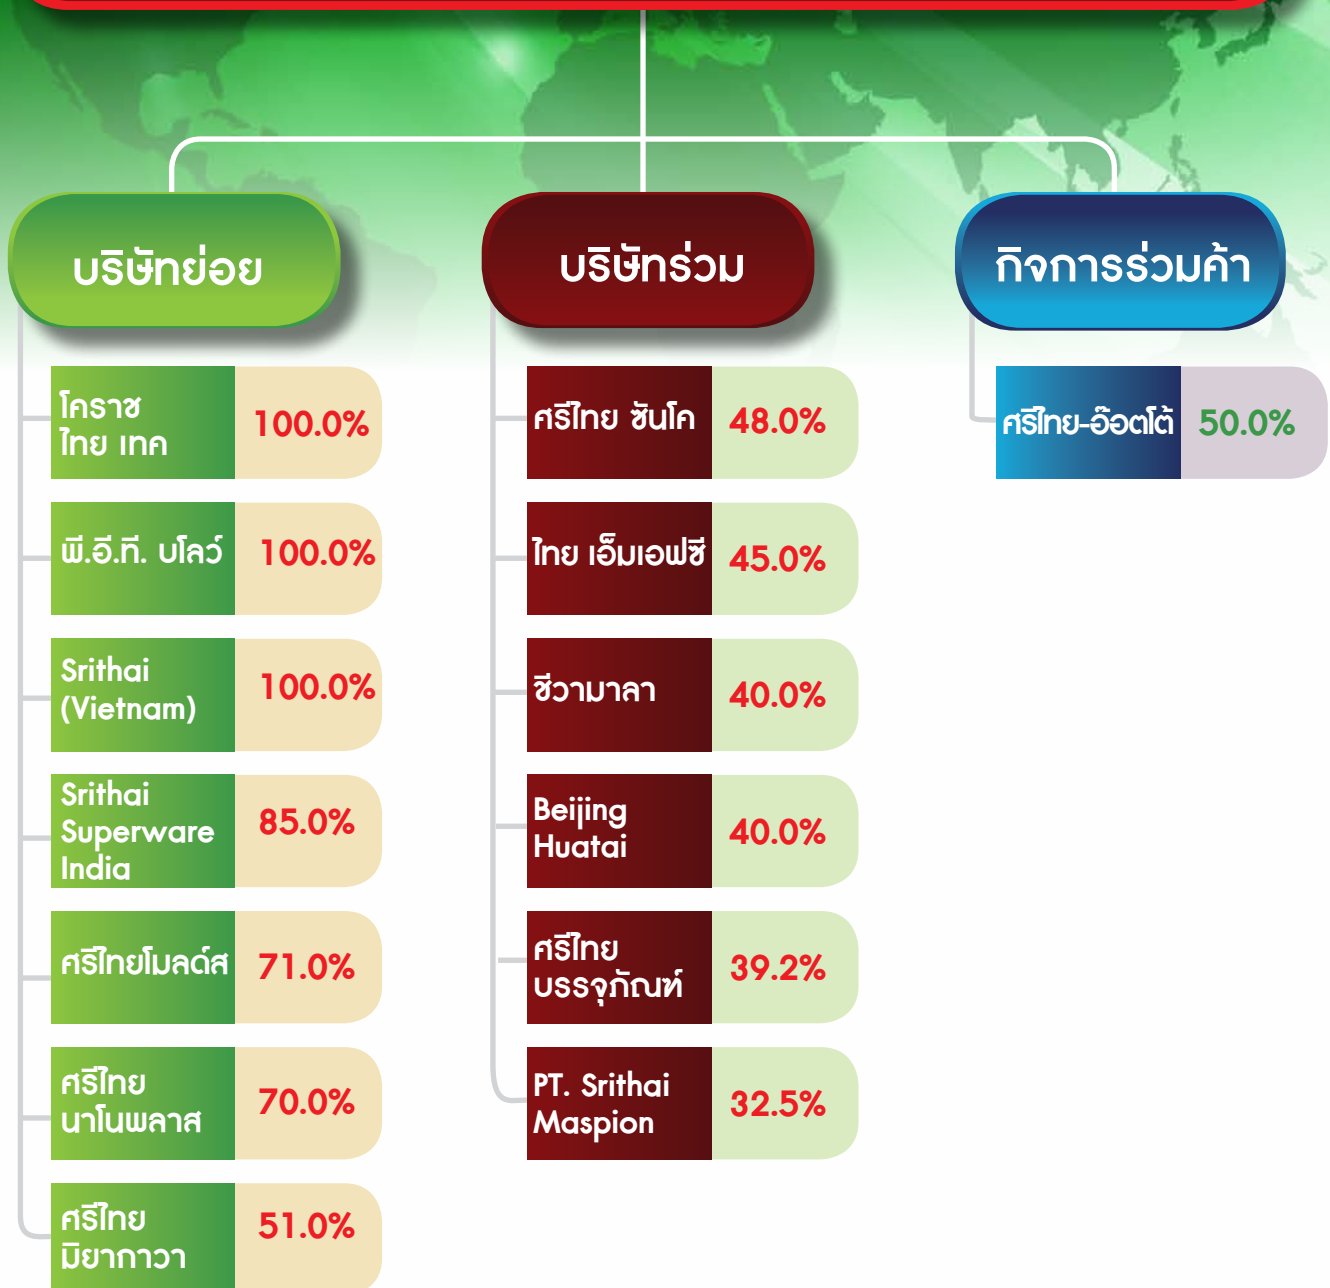 บริษัทย่อย
โคราช
ไทย เทค
100.0%
พี.อี.ที. บโลว์
100.0%
Srithai
(Vietnam)
100.0%
Srithai
Superware
India
85.0%
ศรีไทยโมลด์ส
71.0%
ศรีไทย
นาโนพลาส
70.0%
ศรีไทย
มิยากาวา
51.0%
บริษัทร่วม
ศรีไทย ซันโค
48.0%
ไทย เอ็มเอฟซี
45.0%
ชีวามาลา
40.0%
Beijing
Huatai
40.0%
ศรีไทย
บรรจุภัณฑ์
39.2%
PT. Srithai
Maspion
32.5%
กิจการร่วมค้า
ศรีไทย-อ๊อตโต้
50.0%